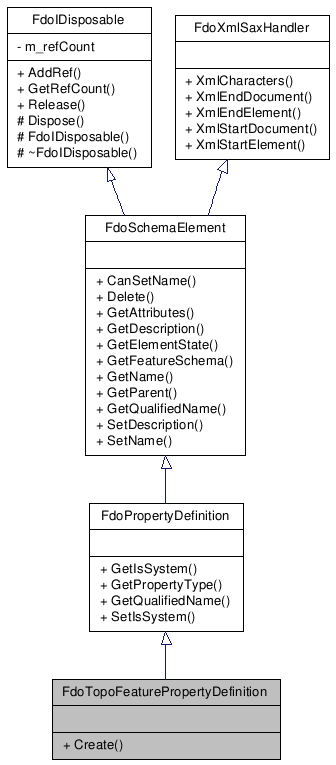 FdoIDisposable
- m_refCount
+ AddRef()
+ GetRefCount()
+ Release()
# Dispose()
# FdoIDisposable()
# ~FdoIDisposable()
FdoXmlSaxHandler
+ XmlCharacters()
+ XmlEndDocument()
+ XmlEndElement()
+ XmlStartDocument()
+ XmlStartElement()
FdoSchemaElement
+ CanSetName()
+ Delete()
+ GetAttributes()
+ GetDescription()
+ GetElementState()
+ GetFeatureSchema()
+ GetName()
+ GetParent()
+ GetQualifiedName()
+ SetDescription()
+ SetName()
FdoPropertyDefinition
+ GetIsSystem()
+ GetPropertyType()
+ GetQualifiedName()
+ SetIsSystem()
FdoTopoFeaturePropertyDefinition
+ Create()